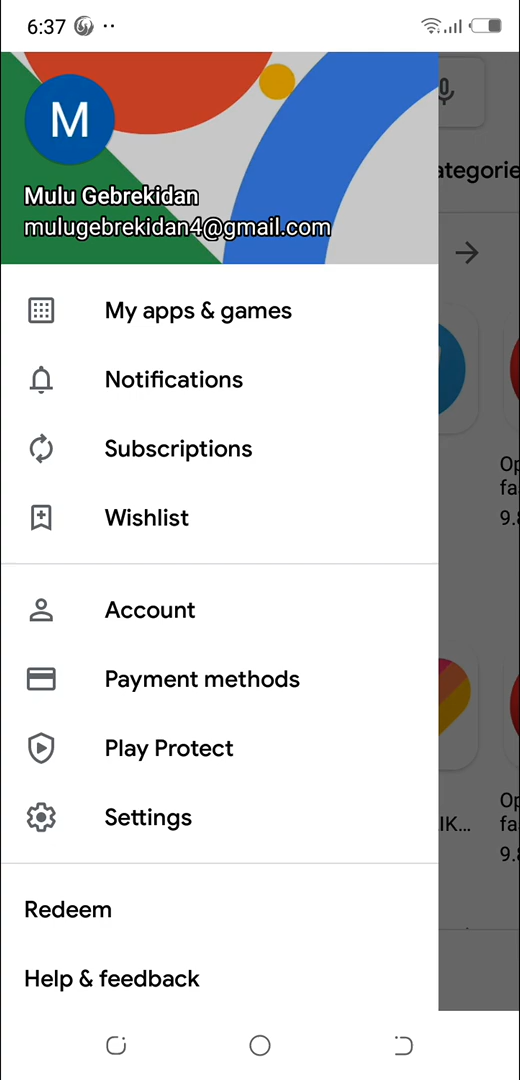 6:37
M
Mulu Gebrekidan
mulugebrekidan4@gmail.com
ategorie
My apps & games
Notifications
Subscriptions
Op
fa
9.8
Wishlist
Account
Payment methods
Play Protect
Op
Settings
IK...
fa
9.8
Redeem
Help & feedback